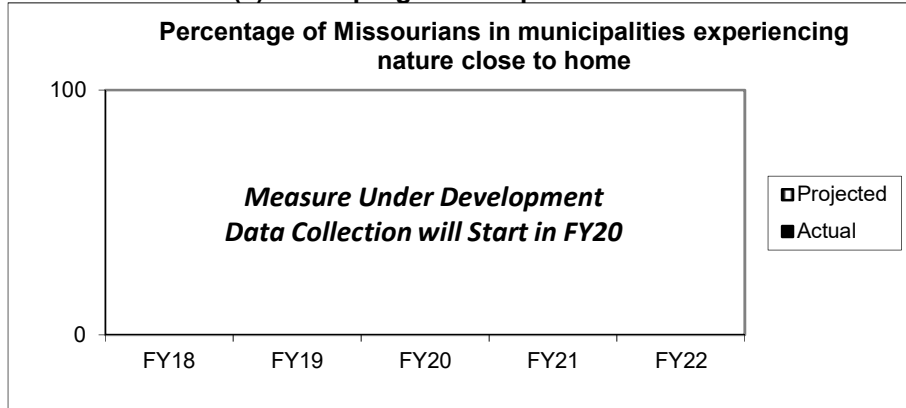 Percentage of Missourians in municipalities experiencing
nature close to home
100
Measure Under Development
Data Collection will Start in FY20
Projected
Actual
0
FY18 FY19 FY20 FY21 FY22